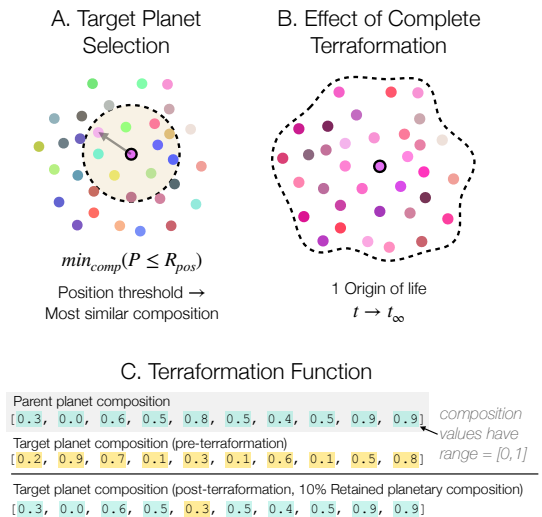 A. Target Planet
Selection
B. Effect of Complete
Terraformation
min_comp(P ≤ R_pos)
Position threshold →
Most similar composition
1 Origin of life
t → t_∞
C. Terraformation Function
Parent planet composition
[0.3, 0.0, 0.6, 0.5, 0.8, 0.5, 0.4, 0.5, 0.9, 0.9]
composition
values have
range = [0,1]
Target planet composition (pre-terraformation)
[0.2, 0.9, 0.7, 0.1, 0.3, 0.1, 0.6, 0.1, 0.5, 0.8]
Target planet composition (post-terraformation, 10% Retained planetary composition)
[0.3, 0.0, 0.6, 0.5, 0.3, 0.5, 0.4, 0.5, 0.9, 0.9]